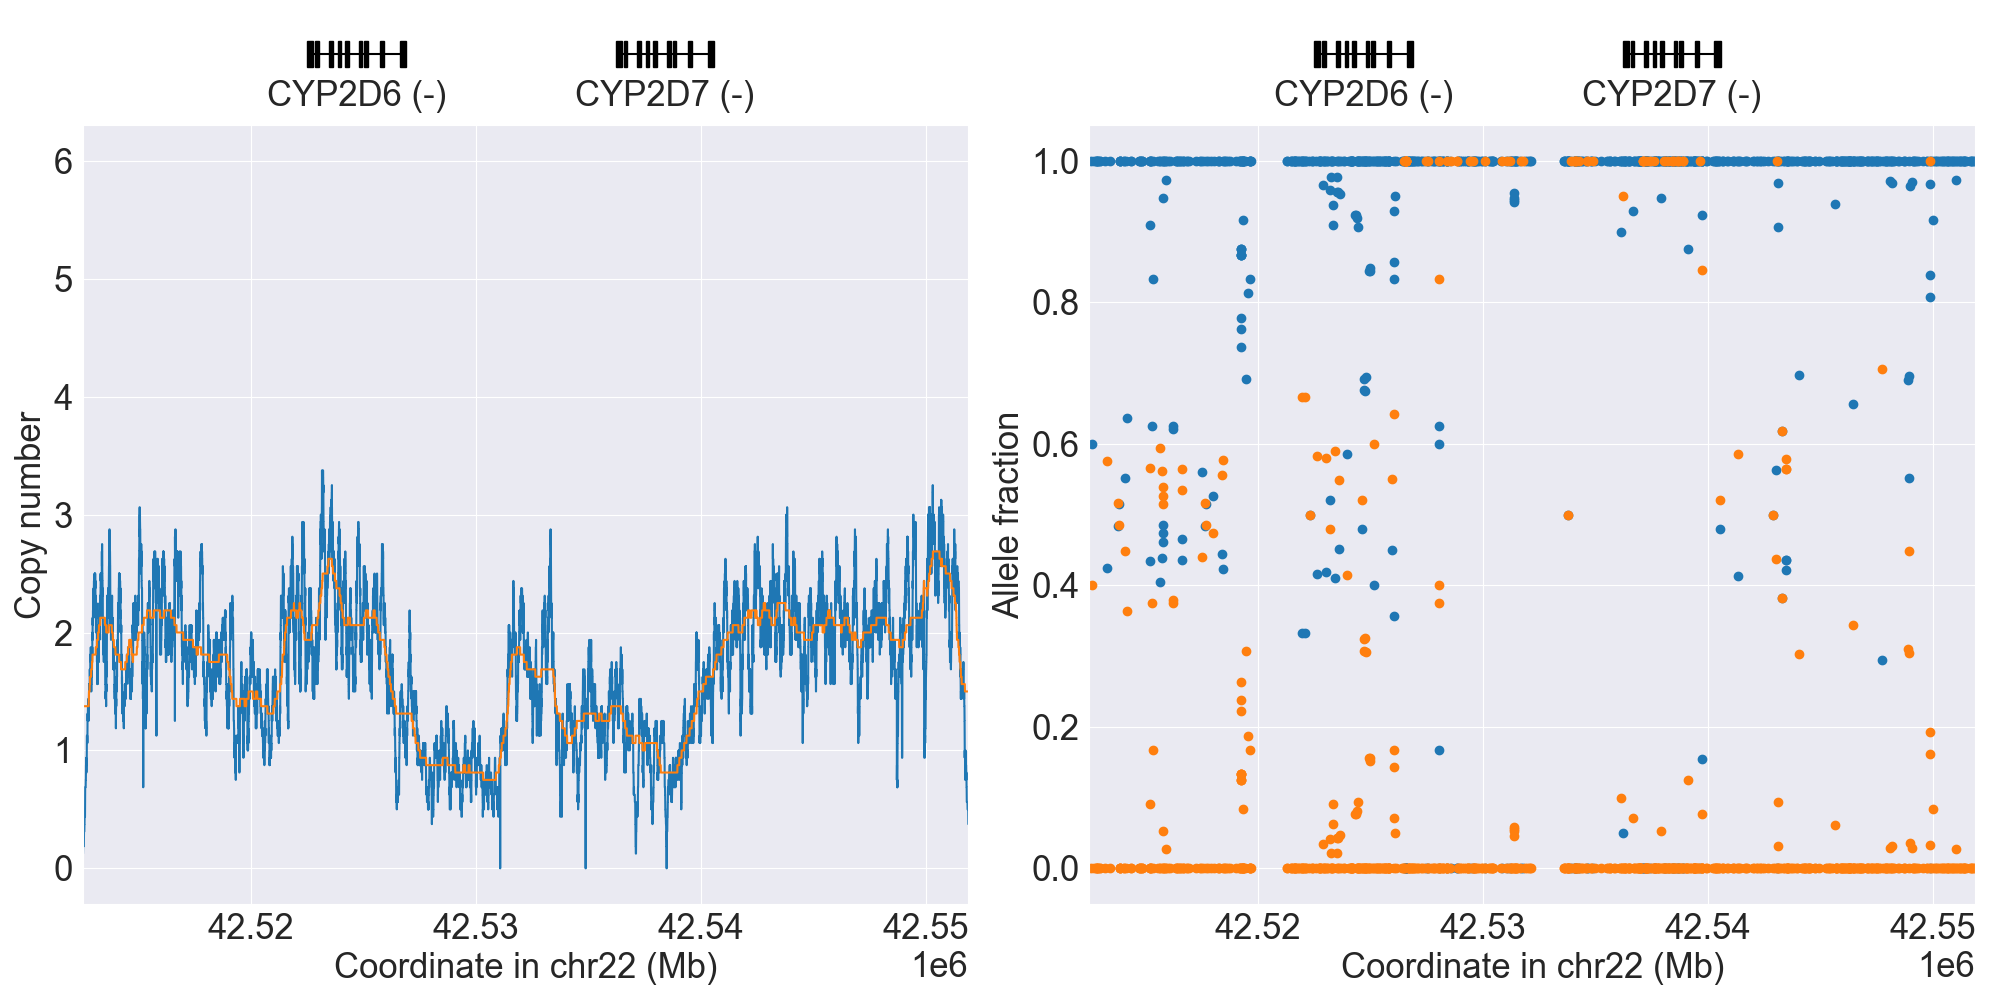 CYP2D6 (-) CYP2D7 (-)
6
5
4
3
2
1
0
Copy number
42.52 42.53 42.54 42.55
Coordinate in chr22 (Mb)
1e6
CYP2D6 (-) CYP2D7 (-)
1.0
0.8
0.6
0.4
0.2
0.0
Allele fraction
42.52 42.53 42.54 42.55
Coordinate in chr22 (Mb)
1e6